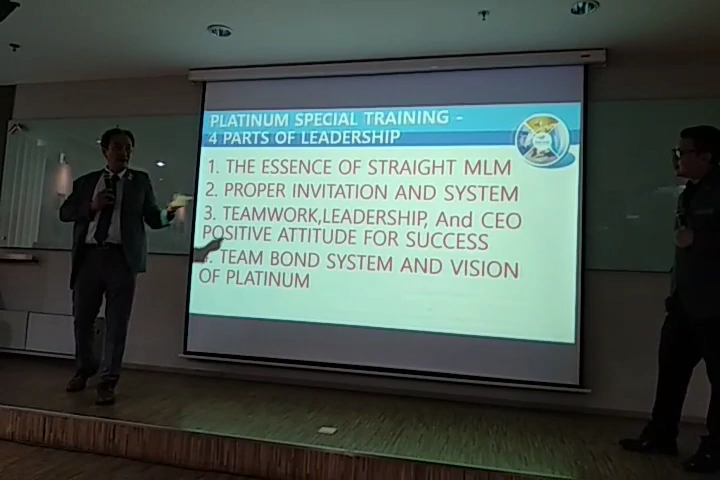 PLATINUM SPECIAL TRAINING -
4 PARTS OF LEADERSHIP
1. THE ESSENCE OF STRAIGHT MLM
2. PROPER INVITATION AND SYSTEM
3. TEAMWORK,LEADERSHIP, And CEO
POSITIVE ATTITUDE FOR SUCCESS
. TEAM BOND SYSTEM AND VISION
OF PLATINUM